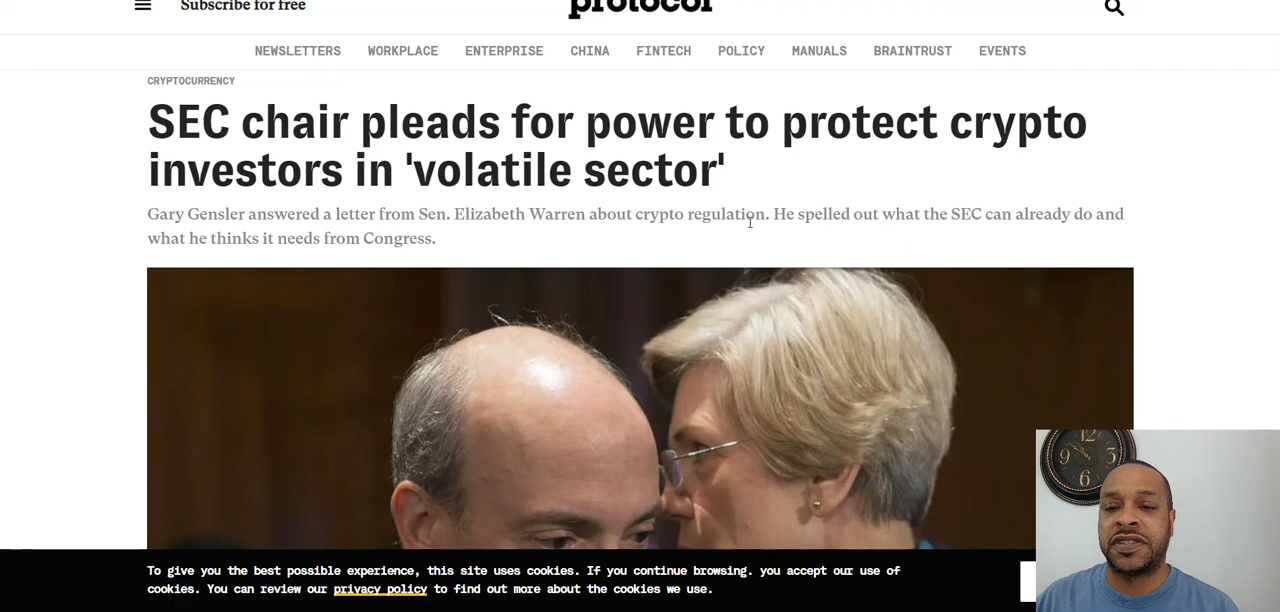 Subscribe for free
protocol
NEWSLETTERS WORKPLACE ENTERPRISE CHINA FINTECH POLICY MANUALS BRAINTRUST EVENTS
CRYPTOCURRENCY
SEC chair pleads for power to protect crypto
investors in 'volatile sector'
Gary Gensler answered a letter from Sen. Elizabeth Warren about crypto regulation. He spelled out what the SEC can already do and
what he thinks it needs from Congress.
12
9 3
6
To give you the best possible experience, this site uses cookies. If you continue browsing. you accept our use of
cookies. You can review our privacy policy to find out more about the cookies we use.